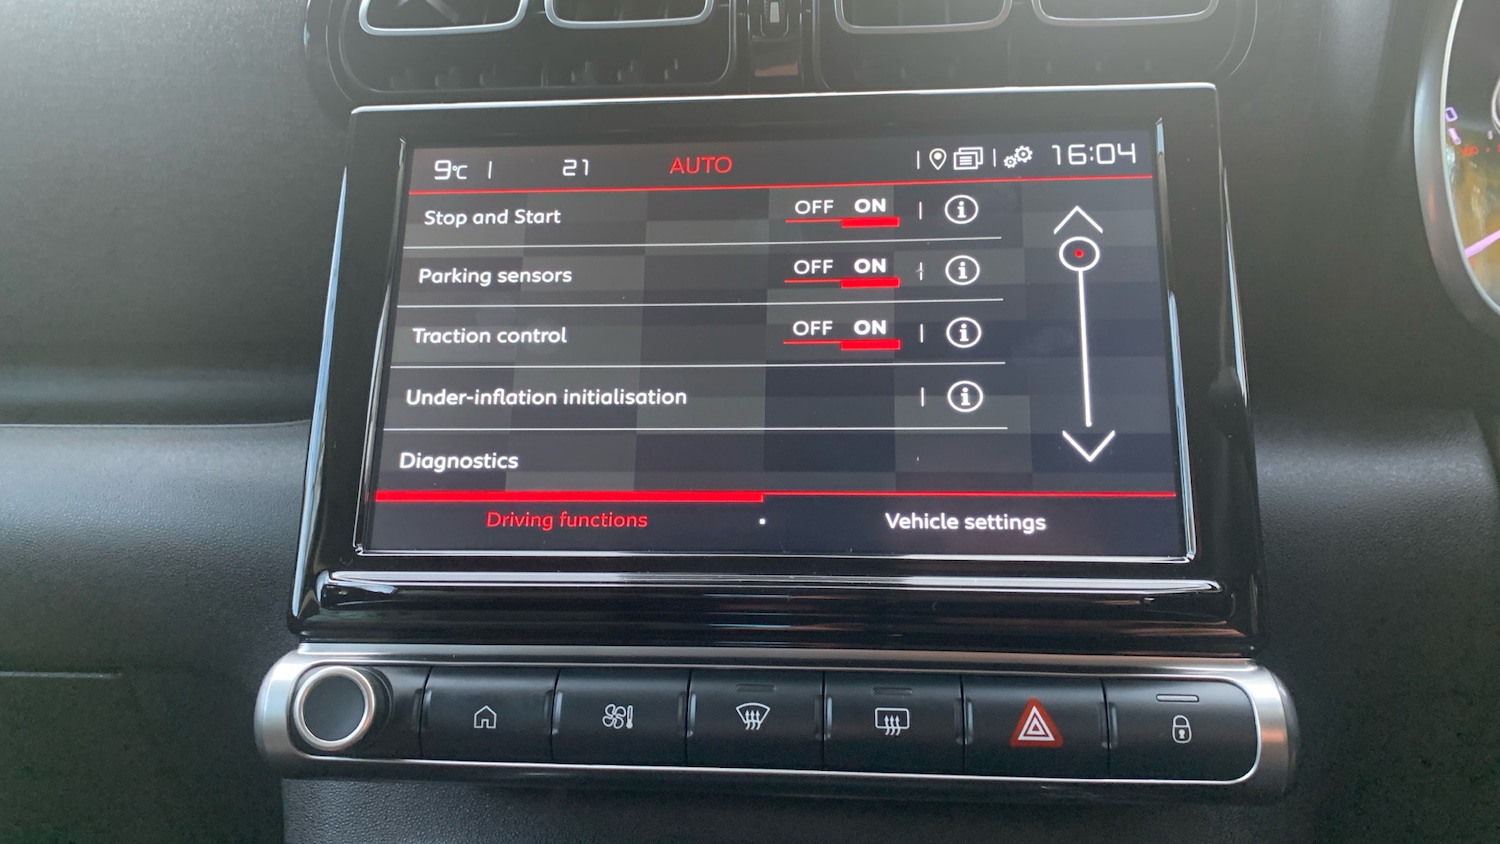 9°C | 21 AUTO 16:04
Stop and Start OFF ON
Parking sensors OFF ON
Traction control OFF ON
Under-inflation initialisation
Diagnostics
Driving functions Vehicle settings